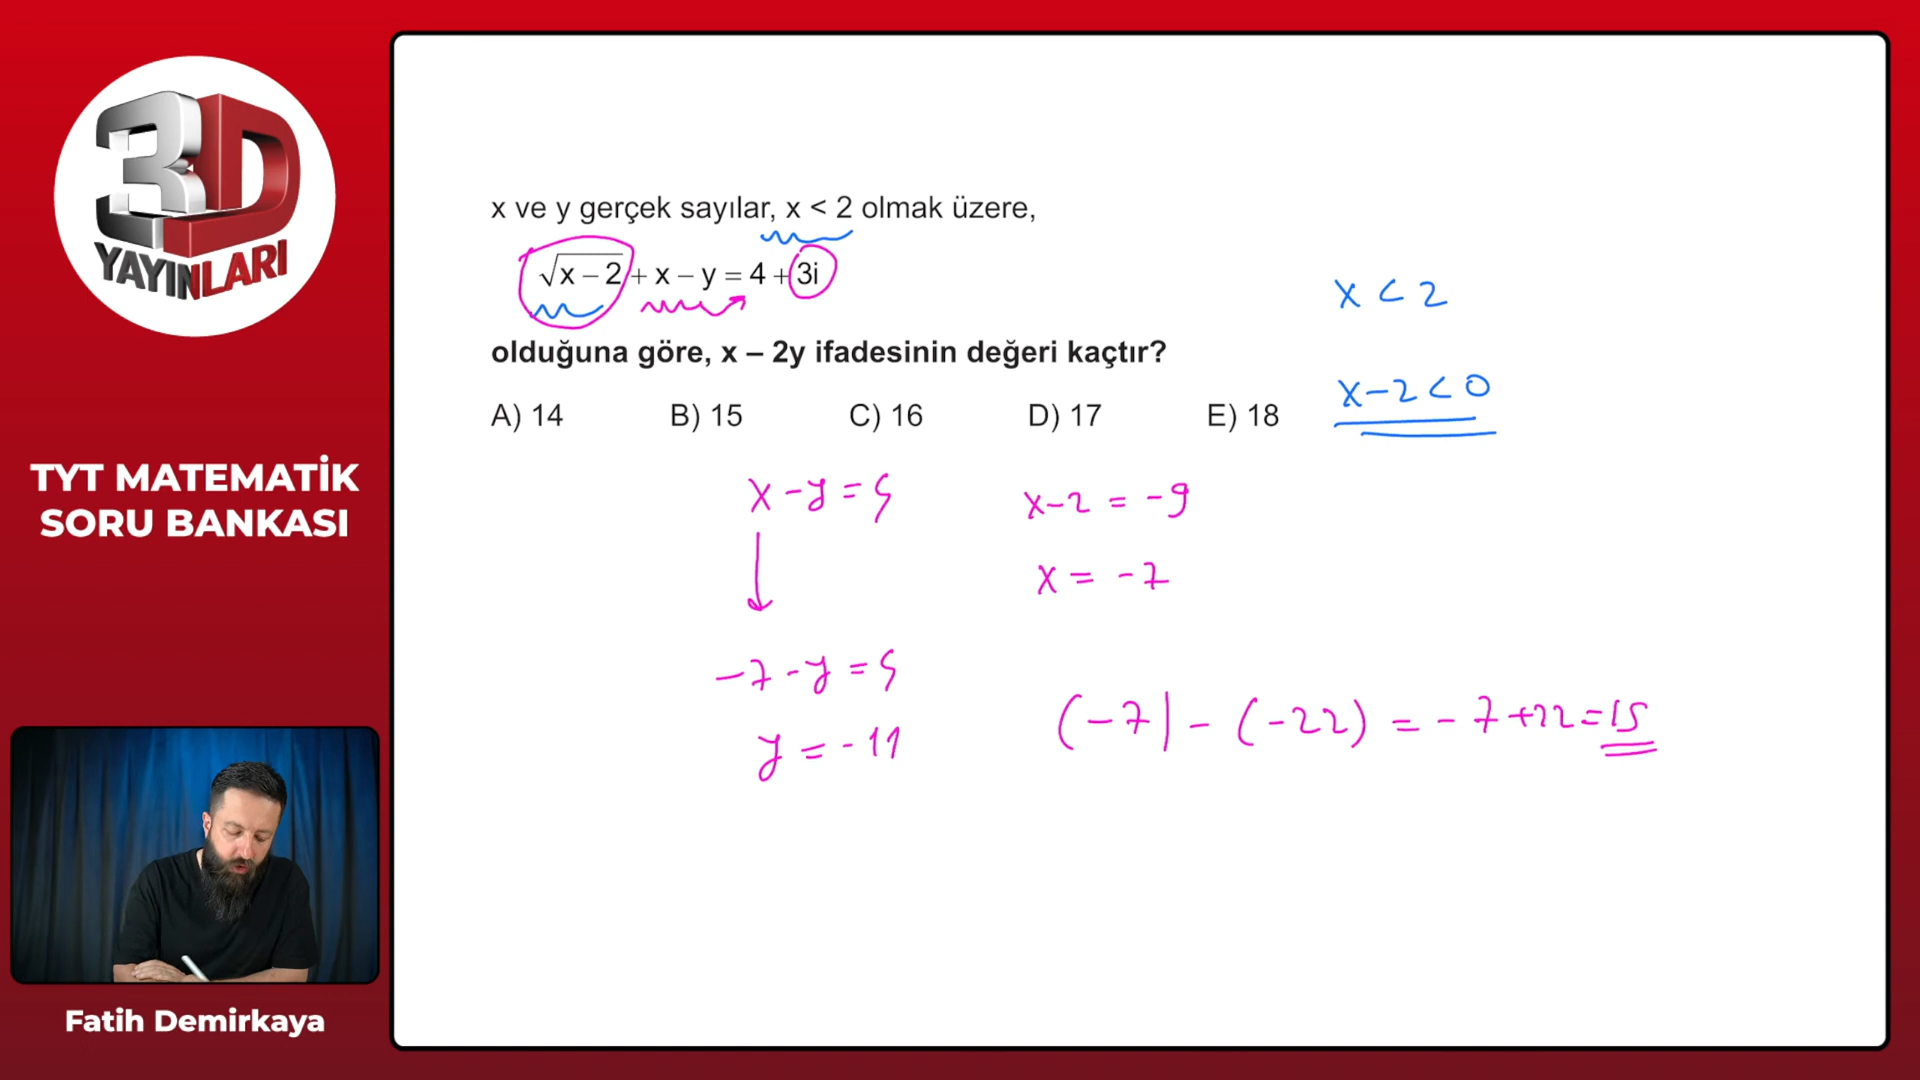 3D
YAYINLARI
TYT MATEMATİK
SORU BANKASI
Fatih Demirkaya
x ve y gerçek sayılar, x < 2 olmak üzere,
√x – 2 + x – y = 4 + 3i
olduğuna göre, x – 2y ifadesinin değeri kaçtır?
A) 14 B) 15 C) 16 D) 17 E) 18
x < 2
x – 2 < 0
x – y = 4
x – 2 = – 9
x = – 7
– 7 – y = 4
y = – 11
(– 7) – (– 22) = – 7 + 22 = 15